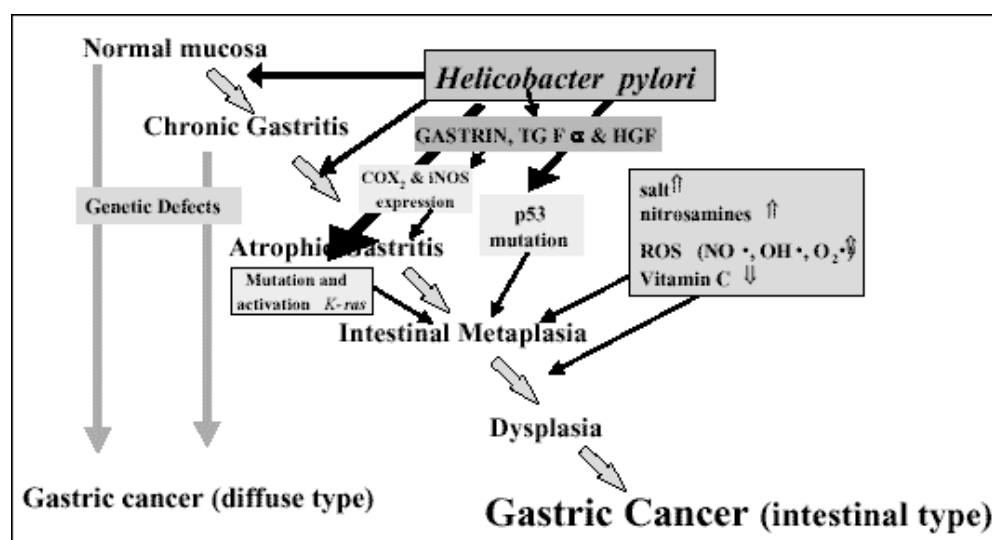 Normal mucosa
Helicobacter pylori
Chronic Gastritis
GASTRIN, TG F α & HGF
COX₂ & iNOS
expression
salt⇑
nitrosamines ⇑
ROS (NO •, OH •, O₂•) ⇑
Vitamin C ⇓
Genetic Defects
p53
mutation
Atrophic Gastritis
Mutation and
activation K-ras
Intestinal Metaplasia
Dysplasia
Gastric cancer (diffuse type)
Gastric Cancer (intestinal type)